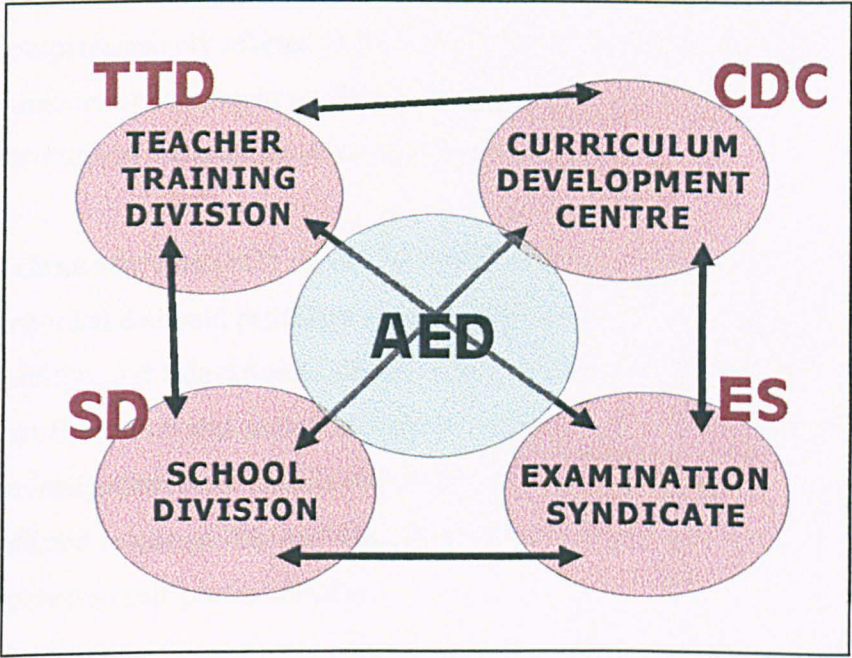 TTD
CDC
TEACHER
TRAINING
DIVISION
CURRICULUM
DEVELOPMENT
CENTRE
AED
SD
ES
SCHOOL
DIVISION
EXAMINATION
SYNDICATE